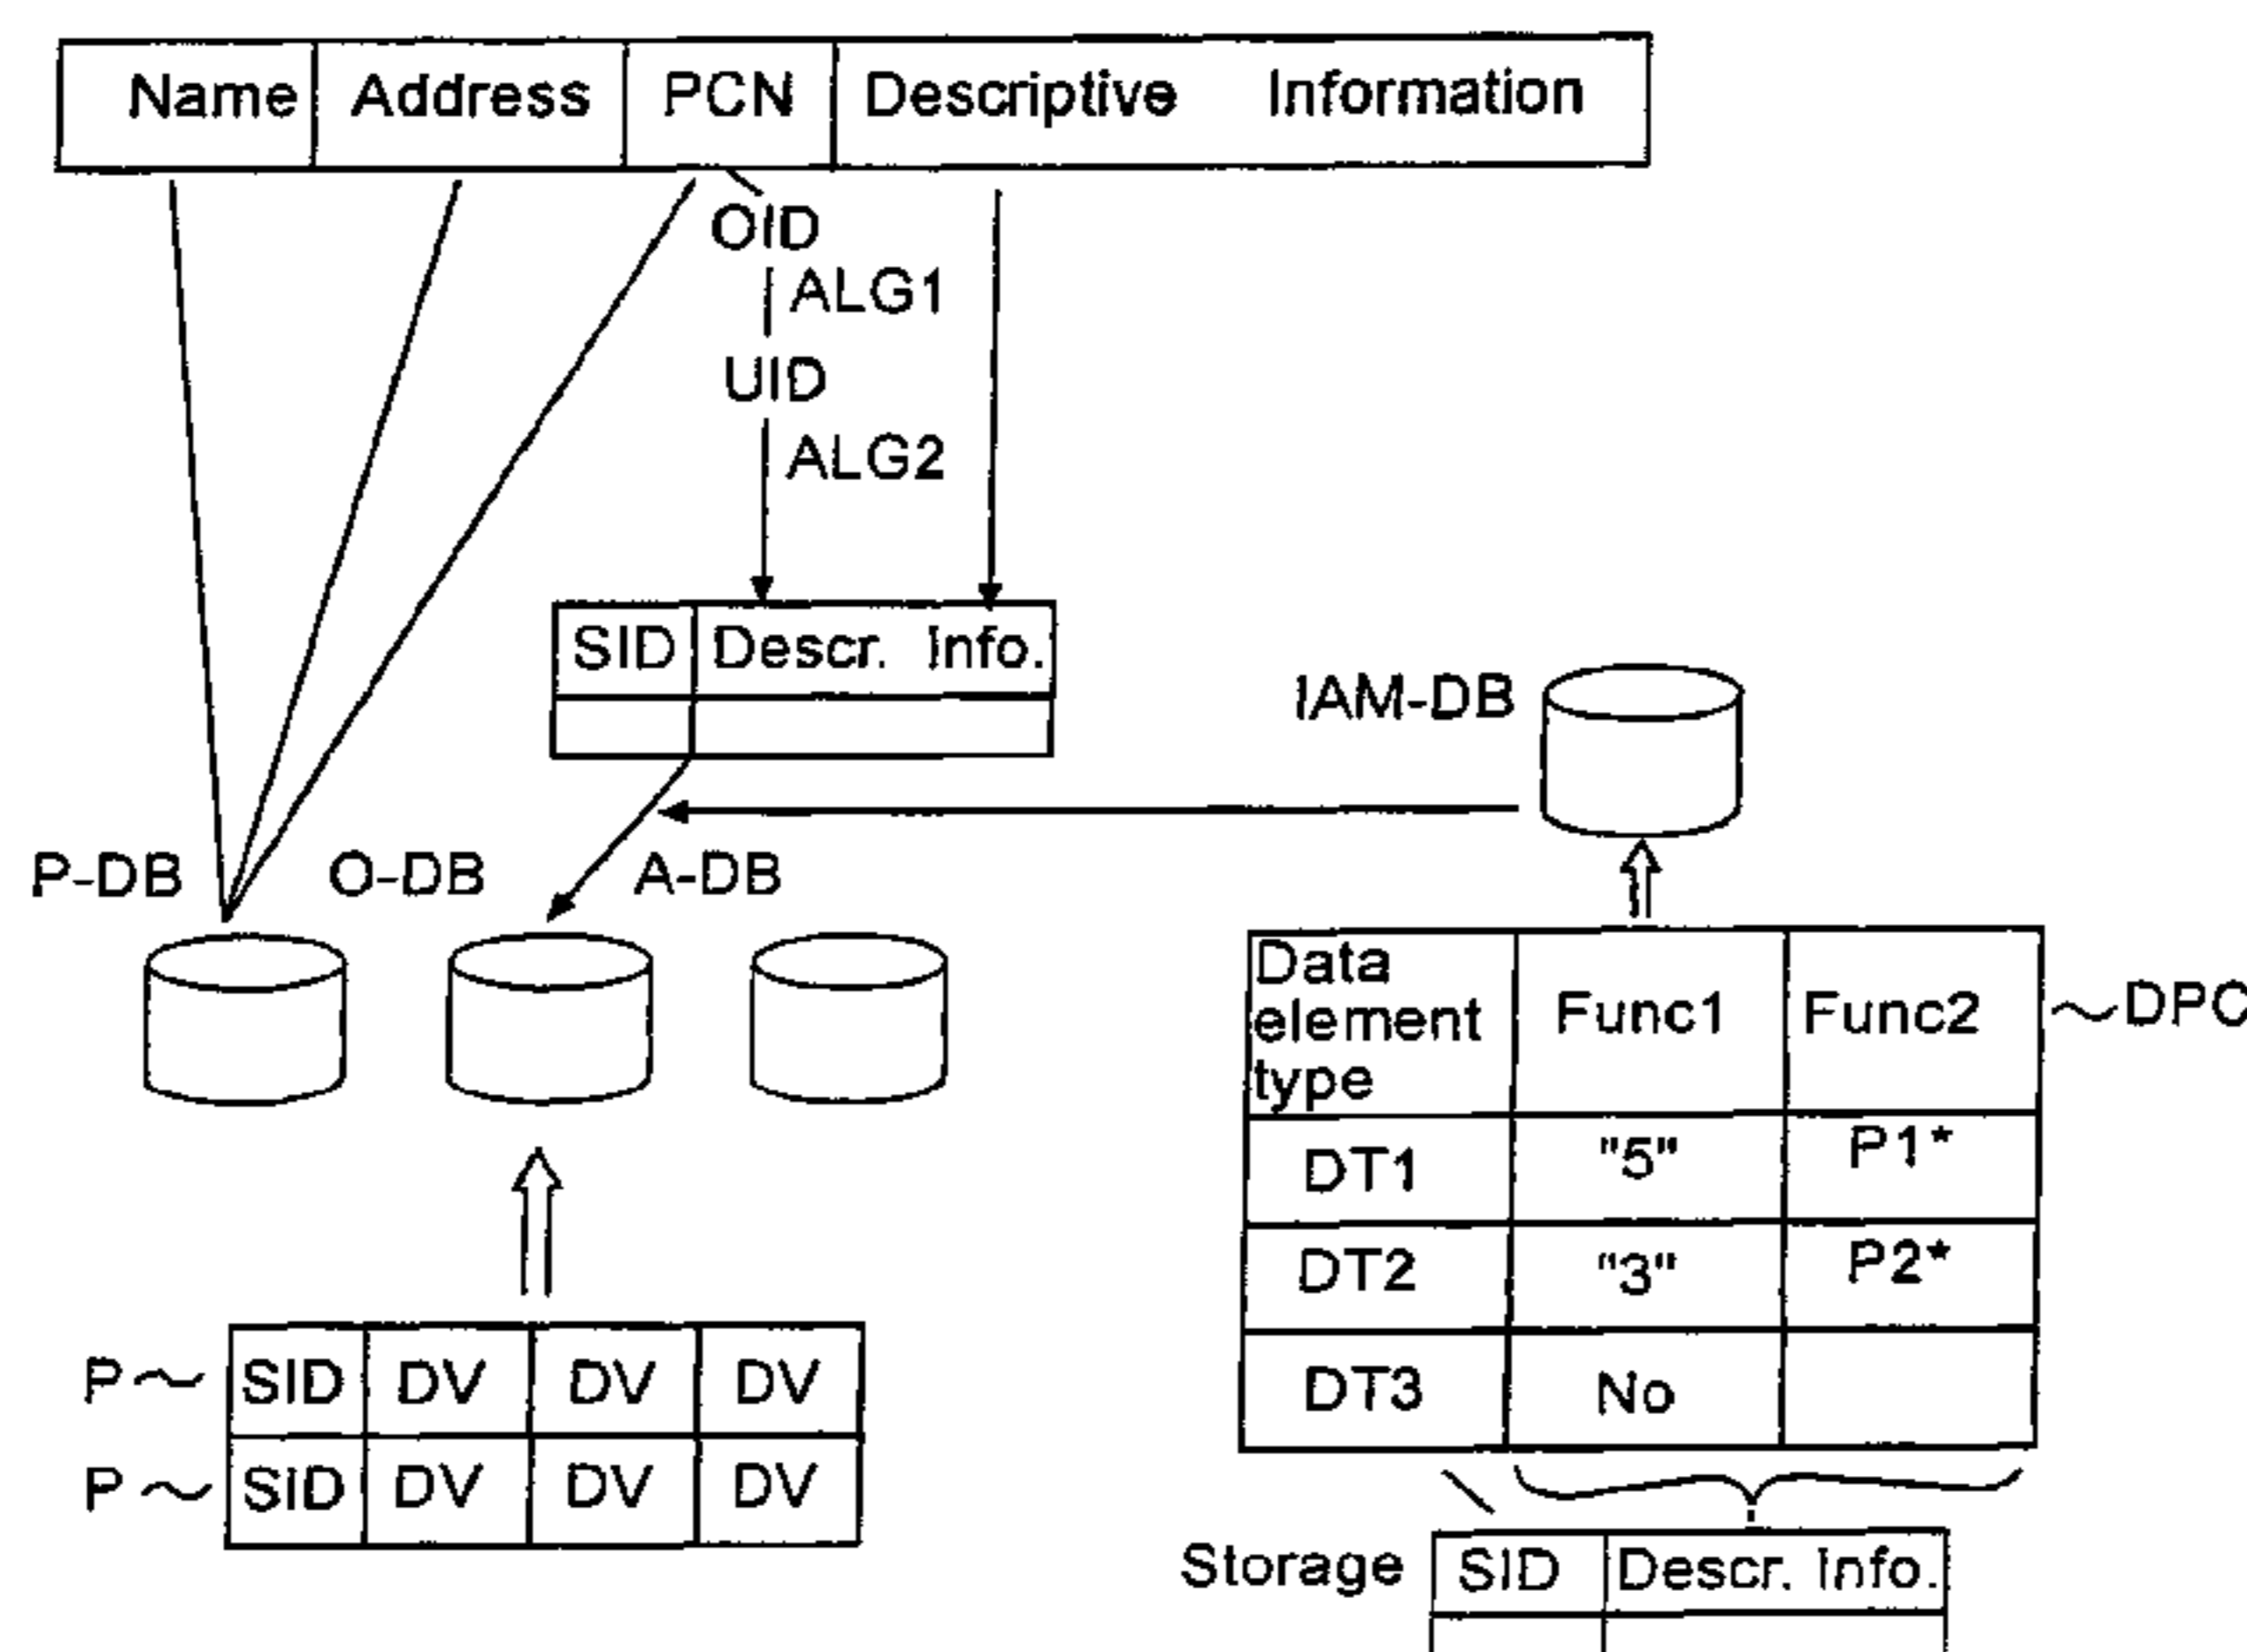 Name Address PCN Descriptive Information
OID
ALG1
UID
ALG2
SID Descr. Info.
IAM-DB
P-DB O-DB A-DB
Data element type Func1 Func2 ~DPC
DT1 "5" P1*
DT2 "3" P2*
DT3 No
P~ SID DV DV DV
P~ SID DV DV DV
Storage SID Descr. Info.